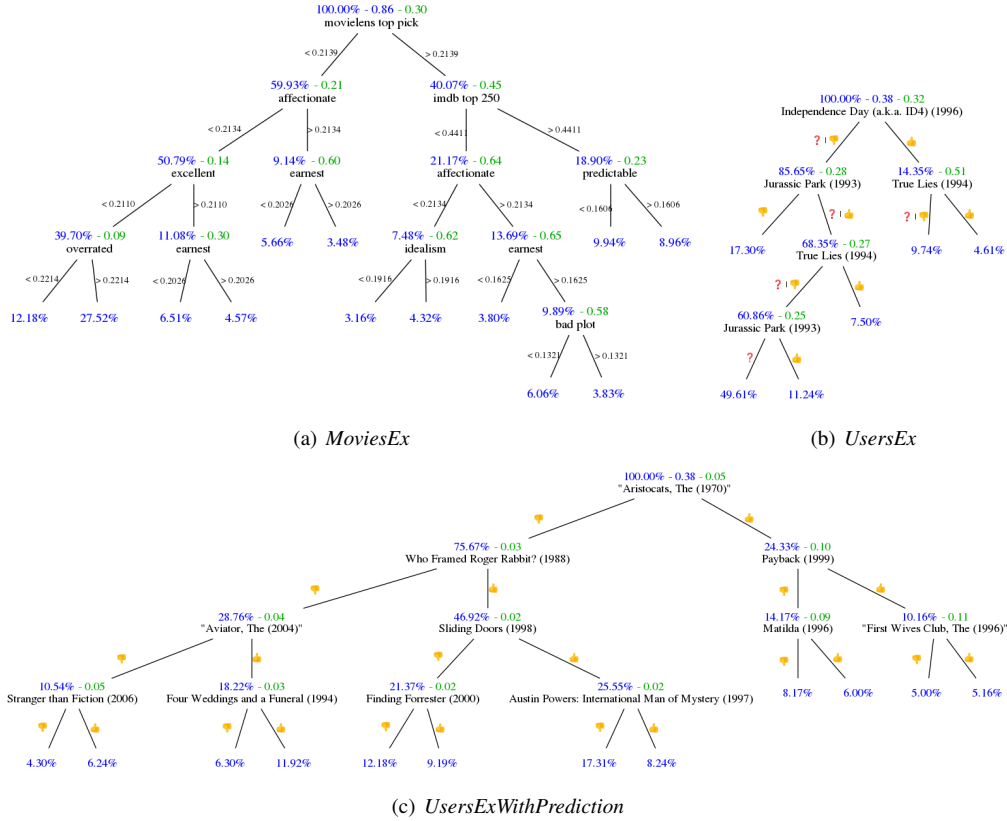 100.00% - 0.86 - 0.30
movielens top pick
< 0.2139
> 0.2139
59.93% - 0.21
affectionate
40.07% - 0.45
imdb top 250
< 0.2134
> 0.2134
< 0.4411
> 0.4411
50.79% - 0.14
excellent
9.14% - 0.60
earnest
21.17% - 0.64
affectionate
18.90% - 0.23
predictable
< 0.2110
> 0.2110
< 0.2026
> 0.2026
< 0.2134
> 0.2134
< 0.1606
> 0.1606
39.70% - 0.09
overrated
11.08% - 0.30
earnest
5.66%
3.48%
7.48% - 0.62
idealism
13.69% - 0.65
earnest
9.94%
8.96%
< 0.2214
> 0.2214
< 0.2026
> 0.2026
< 0.1916
> 0.1916
< 0.1625
> 0.1625
12.18%
27.52%
6.51%
4.57%
3.16%
4.32%
3.80%
9.89% - 0.58
bad plot
< 0.1321
> 0.1321
6.06%
3.83%
(a) MoviesEx
100.00% - 0.38 - 0.32
Independence Day (a.k.a. ID4) (1996)
❓ | 👎
👍
85.65% - 0.28
Jurassic Park (1993)
14.35% - 0.51
True Lies (1994)
👎
❓ | 👍
❓ | 👎
👍
17.30%
68.35% - 0.27
True Lies (1994)
9.74%
4.61%
❓ | 👎
👍
60.86% - 0.25
Jurassic Park (1993)
7.50%
❓
👍
49.61%
11.24%
(b) UsersEx
100.00% - 0.38 - 0.05
"Aristocats, The (1970)"
👎
👍
75.67% - 0.03
Who Framed Roger Rabbit? (1988)
24.33% - 0.10
Payback (1999)
👎
👍
👎
👍
28.76% - 0.04
"Aviator, The (2004)"
46.92% - 0.02
Sliding Doors (1998)
14.17% - 0.09
Matilda (1996)
10.16% - 0.11
"First Wives Club, The (1996)"
👎
👍
👎
👍
👎
👍
👎
👍
10.54% - 0.05
Stranger than Fiction (2006)
18.22% - 0.03
Four Weddings and a Funeral (1994)
21.37% - 0.02
Finding Forrester (2000)
25.55% - 0.02
Austin Powers: International Man of Mystery (1997)
8.17%
6.00%
5.00%
5.16%
👎
👍
👎
👍
👎
👍
👎
👍
4.30%
6.24%
6.30%
11.92%
12.18%
9.19%
17.31%
8.24%
(c) UsersExWithPrediction